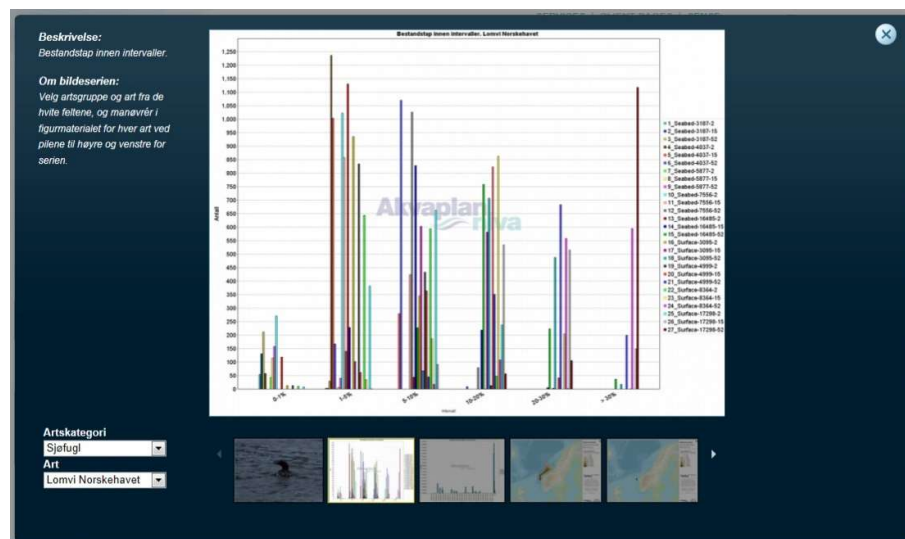 Beskrivelse:
Bestandstap innen intervaller.
Om bildeserien:
Velg artsgruppe og art fra de
hvite feltene, og manøvrér i
figurmaterialet for hver art ved
pilene til høyre og venstre for
serien.
Bestandstap innen intervaller. Lomvi Norskehavet
1,250
1,200
1,150
1,100
1,050
1,000
950
900
850
800
750
700
650
600
550
500
450
400
350
300
250
200
150
100
50
0
Antall
Akvaplan
niva
0-1%
1-5%
5-10%
10-20%
20-30%
> 30%
Intervall
1_Seabed-3187-2
2_Seabed-3187-15
3_Seabed-3187-52
4_Seabed-4037-2
5_Seabed-4037-15
6_Seabed-4037-52
7_Seabed-5877-2
8_Seabed-5877-15
9_Seabed-5877-52
10_Seabed-7556-2
11_Seabed-7556-15
12_Seabed-7556-52
13_Seabed-16485-2
14_Seabed-16485-15
15_Seabed-16485-52
16_Surface-3095-2
17_Surface-3095-15
18_Surface-3095-52
19_Surface-4999-2
20_Surface-4999-15
21_Surface-4999-52
22_Surface-8364-2
23_Surface-8364-15
24_Surface-8364-52
25_Surface-17298-2
26_Surface-17298-15
27_Surface-17298-52
Artskategori
Sjøfugl
Art
Lomvi Norskehavet